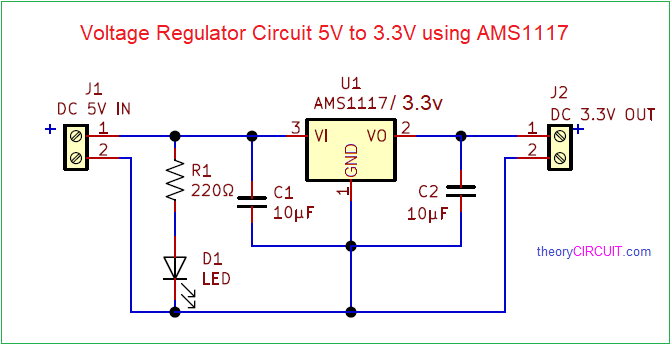 Voltage Regulator Circuit 5V to 3.3V using AMS1117
J1
DC 5V IN
+
1
2
R1
220Ω
D1
LED
C1
10µF
U1
AMS1117/ 3.3v
3 VI VO 2
GND
1
C2
10µF
J2
DC 3.3V OUT
+
1
2
theoryCIRCUIT.com